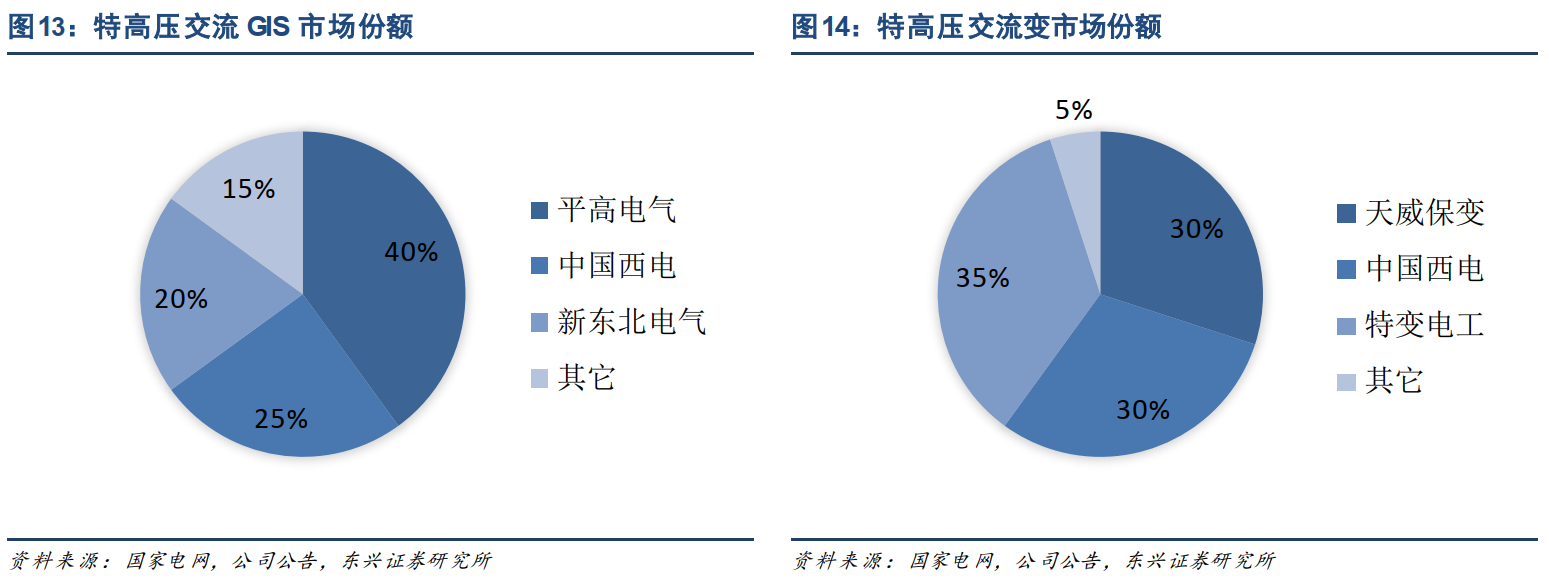 图13：特高压交流 GIS 市场份额
15%
40%
20%
25%
平高电气
中国西电
新东北电气
其它
资料来源：国家电网，公司公告，东兴证券研究所
图14：特高压交流变市场份额
5%
30%
35%
30%
天威保变
中国西电
特变电工
其它
资料来源：国家电网，公司公告，东兴证券研究所